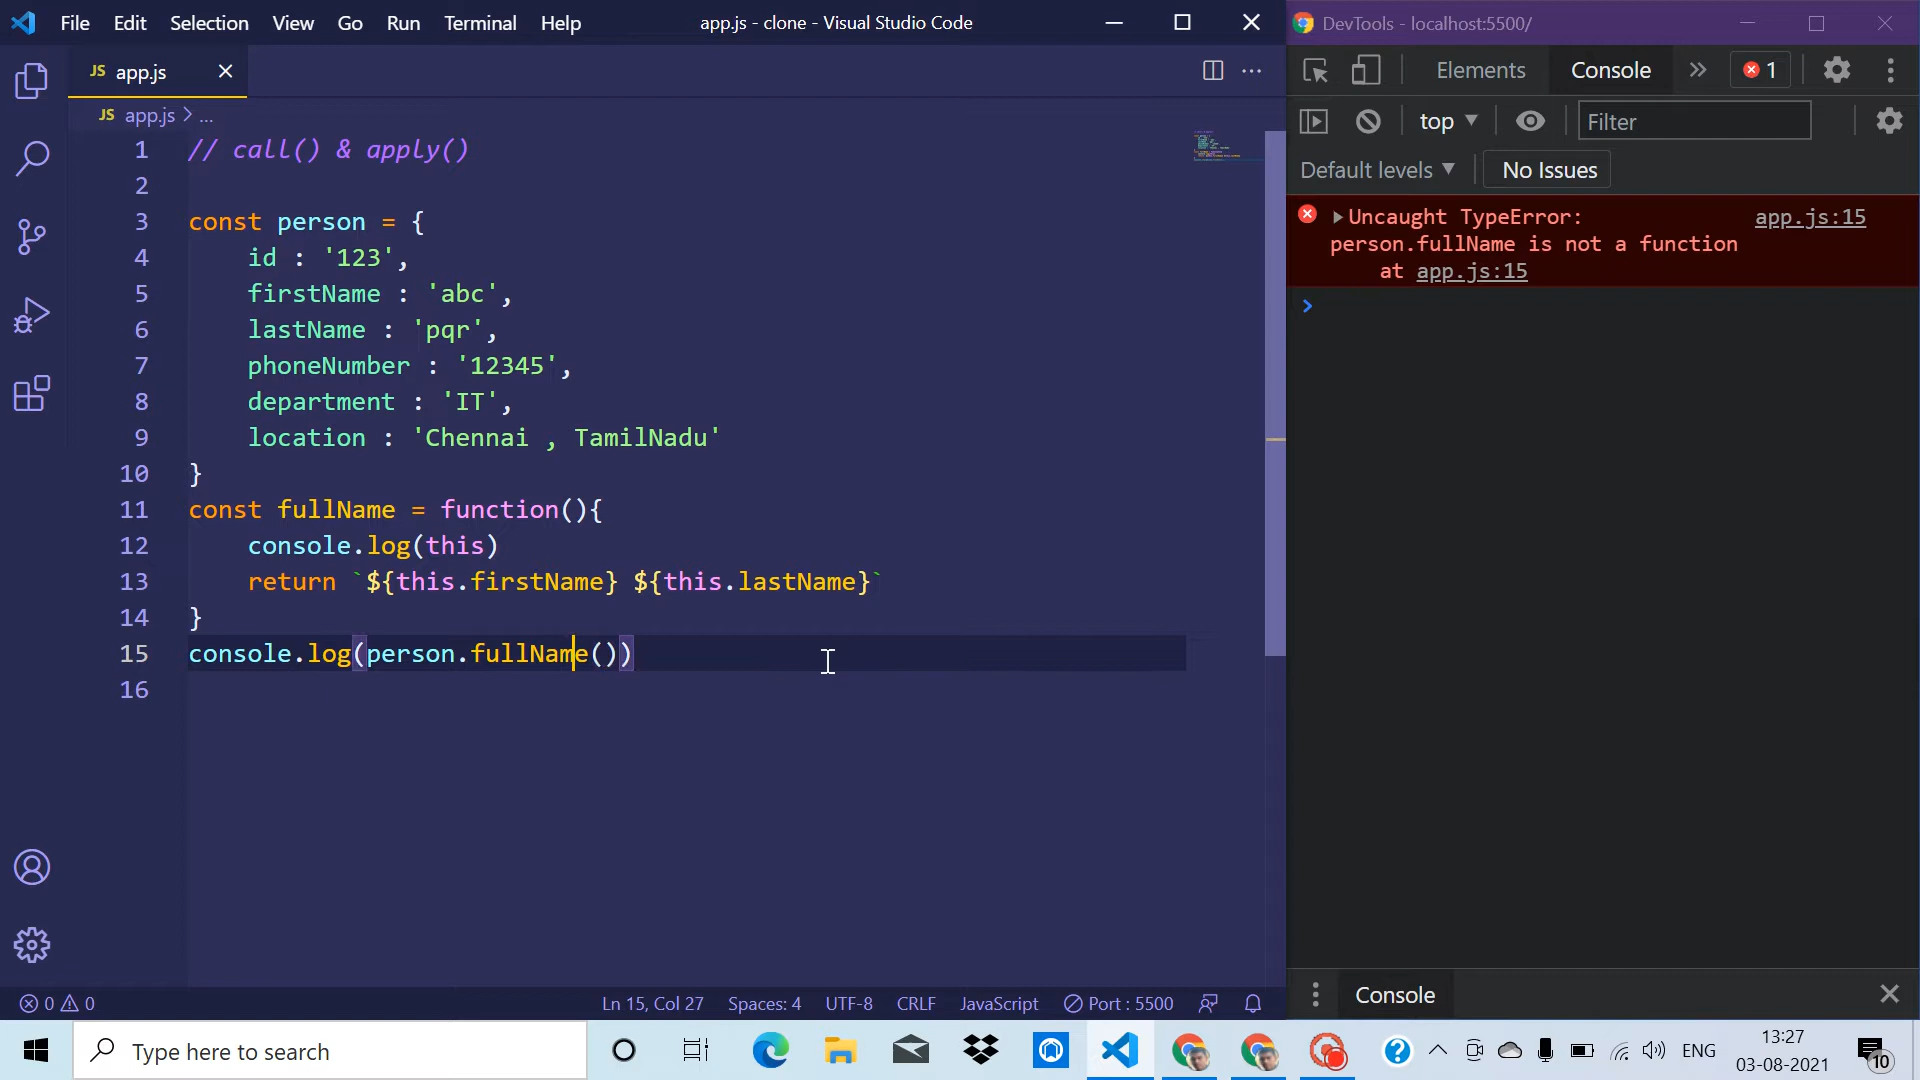 File Edit Selection View Go Run Terminal Help app.js - clone - Visual Studio Code
JS app.js
JS app.js > ...
1 // call() & apply()
2
3 const person = {
4 id : '123',
5 firstName : 'abc',
6 lastName : 'pqr',
7 phoneNumber : '12345',
8 department : 'IT',
9 location : 'Chennai , TamilNadu'
10 }
11 const fullName = function(){
12 console.log(this)
13 return `${this.firstName} ${this.lastName}`
14 }
15 console.log(person.fullName())
16
0 0 Ln 15, Col 27 Spaces: 4 UTF-8 CRLF JavaScript Port : 5500
DevTools - localhost:5500/
Elements Console » 1
top Filter
Default levels No Issues
Uncaught TypeError: app.js:15
person.fullName is not a function
at app.js:15
Console
Type here to search
ENG
13:27
03-08-2021
10